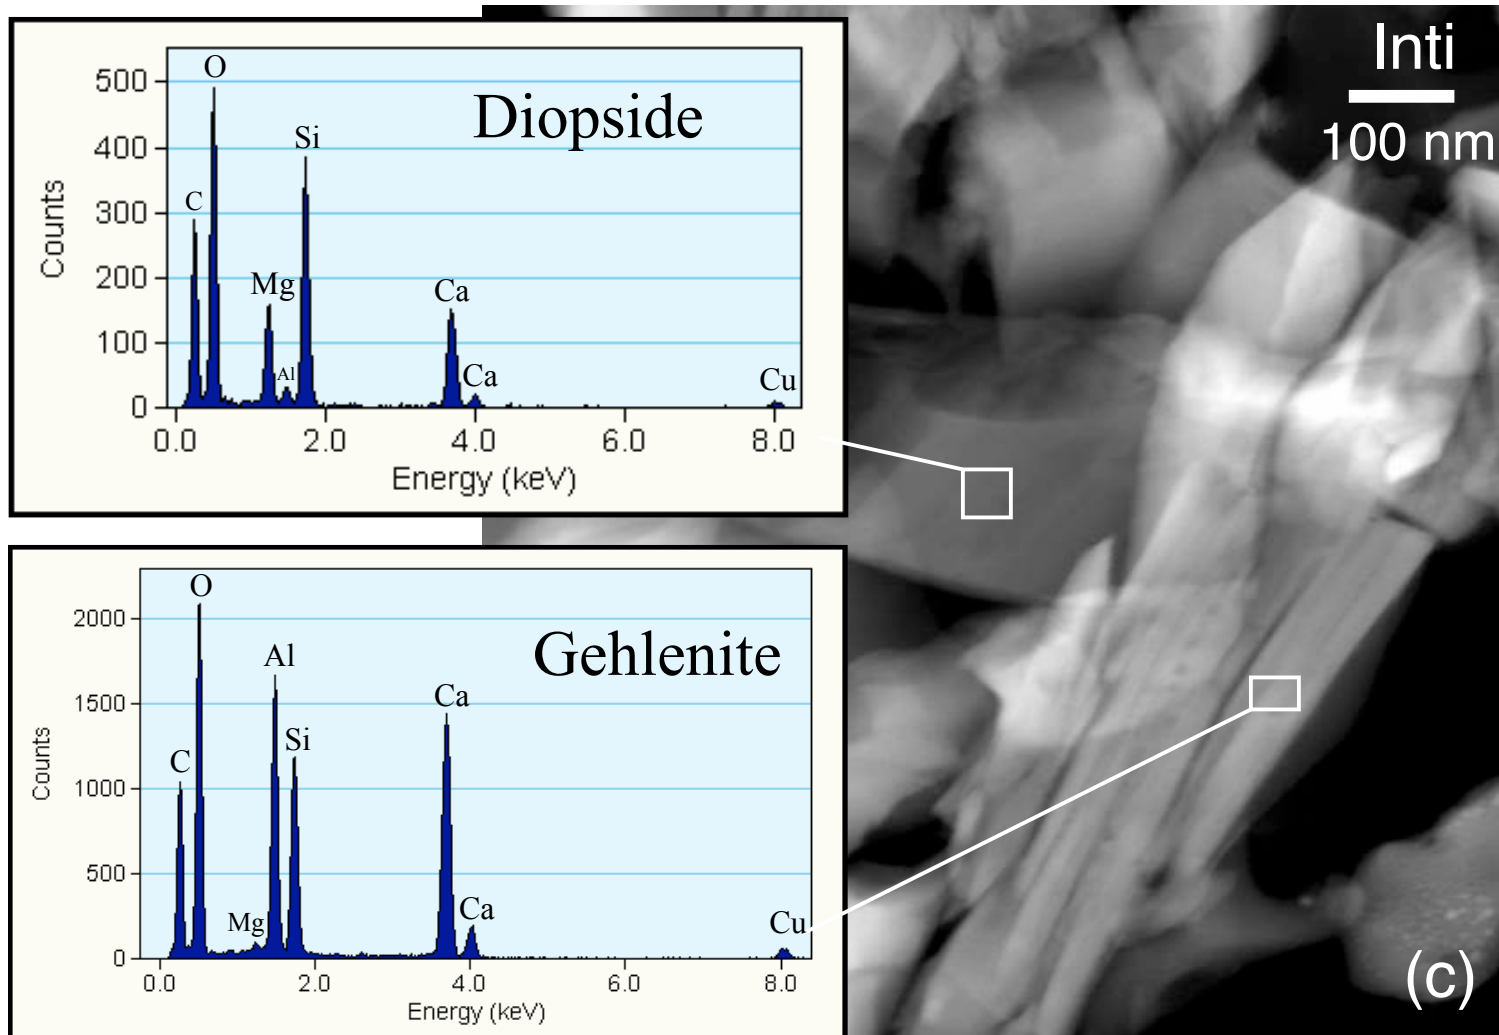 Diopside
O
Si
C
Mg
Al
Ca
Ca
Cu
500
400
300
200
100
0
Counts
0.0 2.0 4.0 6.0 8.0
Energy (keV)
Inti
100 nm
Gehlenite
O
Al
Ca
Si
C
Mg
Ca
Cu
2000
1500
1000
500
0
Counts
0.0 2.0 4.0 6.0 8.0
Energy (keV)
(c)